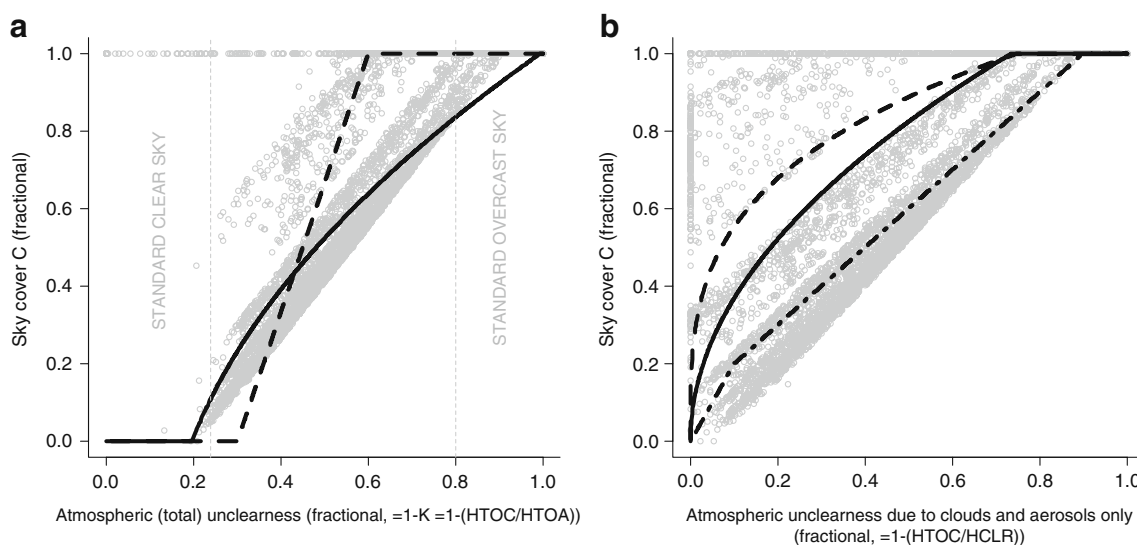 a
b
1.0
0.8
0.6
0.4
0.2
0.0
Sky cover C (fractional)
STANDARD CLEAR SKY
STANDARD OVERCAST SKY
0.0 0.2 0.4 0.6 0.8 1.0
Atmospheric (total) unclearness (fractional, =1-K =1-(HTOC/HTOA))
1.0
0.8
0.6
0.4
0.2
0.0
Sky cover C (fractional)
0.0 0.2 0.4 0.6 0.8 1.0
Atmospheric unclearness due to clouds and aerosols only
(fractional, =1-(HTOC/HCLR))